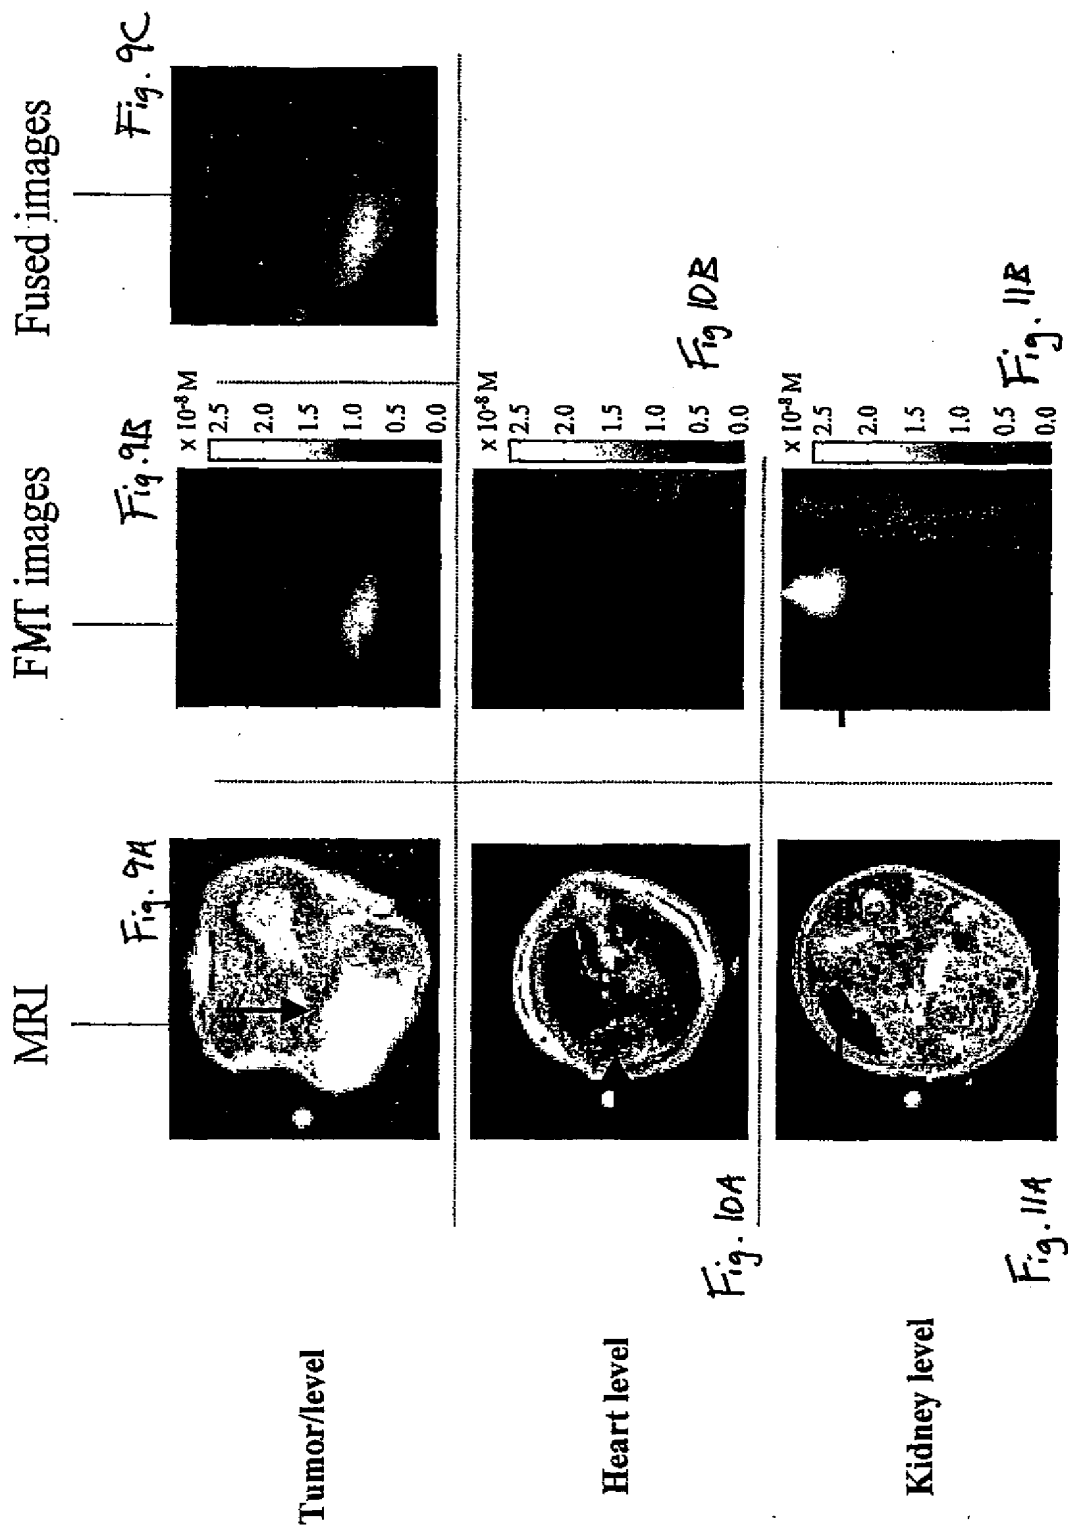 MRI
FMT images
Fused images
Fig. 9A
Fig. 9B
Fig. 9C
Tumor/level
x 10-8 M
2.5
2.0
1.5
1.0
0.5
0.0
Heart level
Fig. 10A
x 10-8 M
2.5
2.0
1.5
1.0
0.5
0.0
Fig 10B
Kidney level
Fig. 11A
x 10-8 M
2.5
2.0
1.5
1.0
0.5
0.0
Fig. 11B